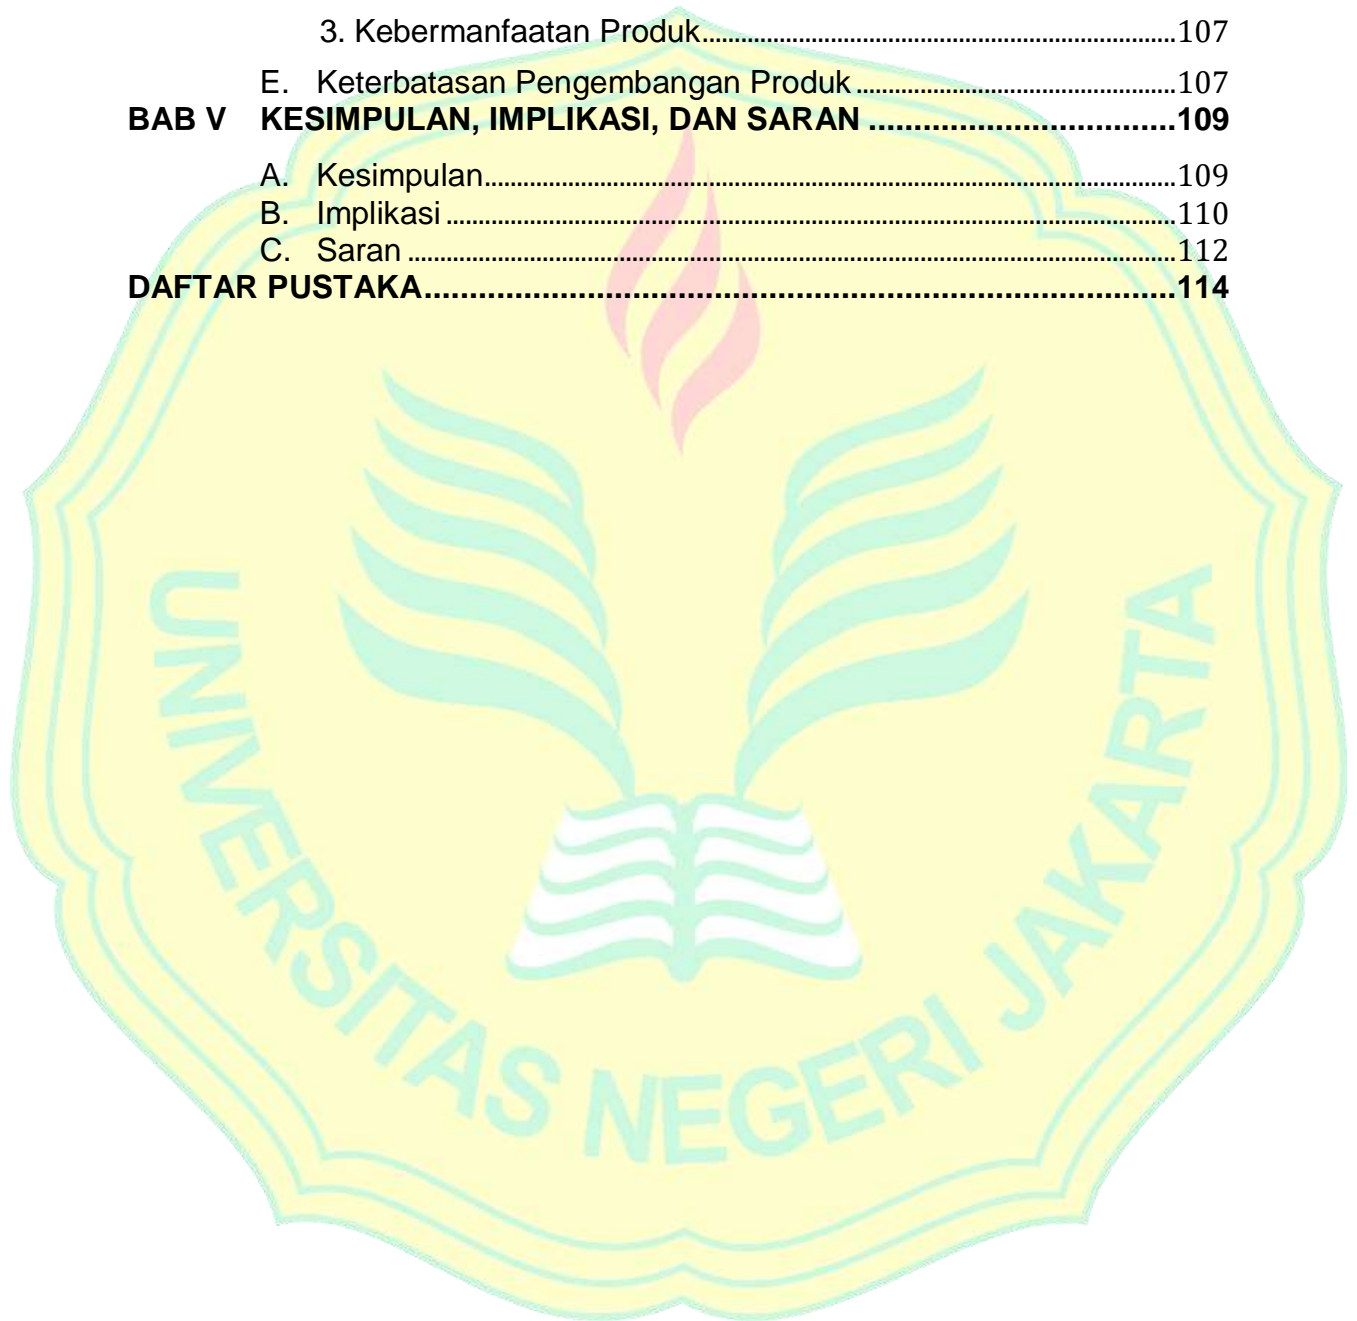 3. Kebermanfaatan Produk..........................................................................107
E. Keterbatasan Pengembangan Produk..................................................107
BAB V KESIMPULAN, IMPLIKASI, DAN SARAN ..................................109
A. Kesimpulan...........................................................................................................109
B. Implikasi.................................................................................................................110
C. Saran.......................................................................................................................112
DAFTAR PUSTAKA...................................................................................114
UNIVERSITAS NEGERI JAKARTA